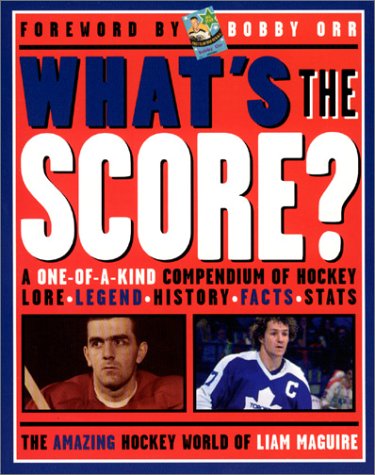 FOREWORD BY BOBBY ORR
WHAT'S THE
SCORE?
A ONE-OF-A-KIND COMPENDIUM OF HOCKEY
LORE·LEGEND·HISTORY·FACTS·STATS
C
THE AMAZING HOCKEY WORLD OF LIAM MAGUIRE